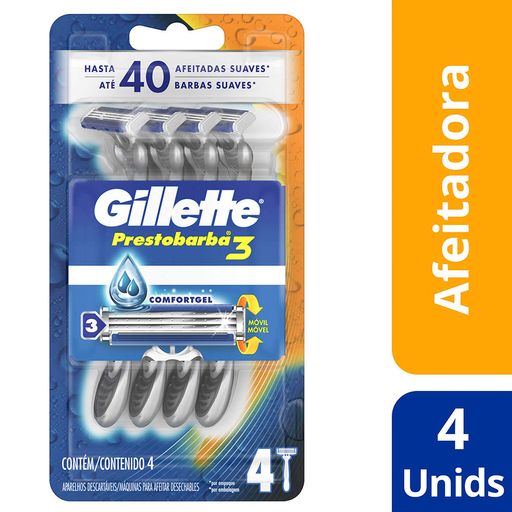 HASTA
ATÉ
40
AFEITADAS SUAVES*
BARBAS SUAVES*
Gillette®
Prestobarba®3
COMFORTGEL
3
MÓVIL
MÓVEL
CONTÉM/CONTENIDO 4
APARELHOS DESCARTÁVEIS/MÁQUINAS PARA AFEITAR DESECHABLES
*por empaque
*por embalagem
4
Afeitadora
4
Unids